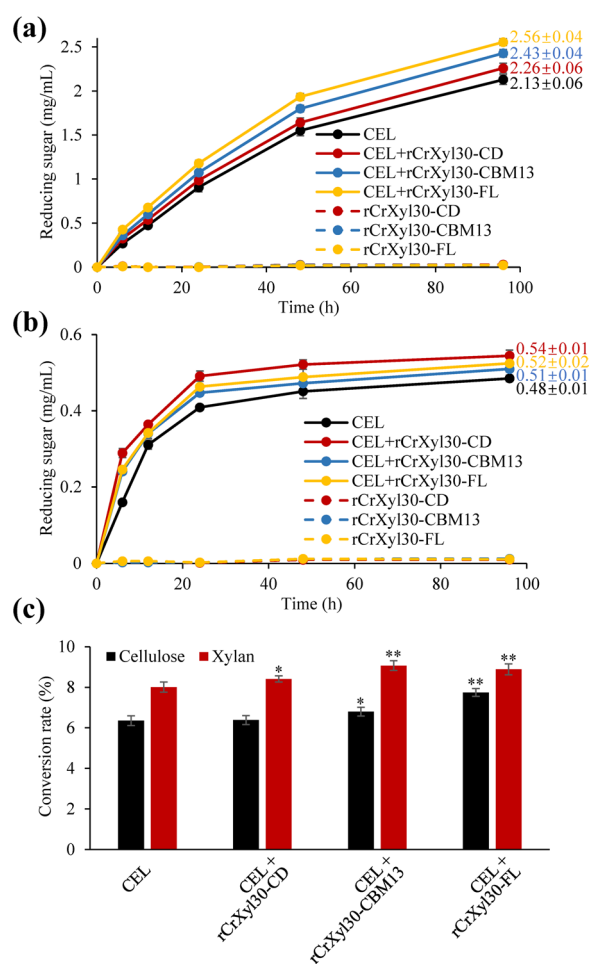 (a)
Reducing sugar (mg/mL)
2.5
2
1.5
1
0.5
0
0
20
40
60
80
100
Time (h)
2.56±0.04
2.43±0.04
2.26±0.06
2.13±0.06
CEL
CEL+rCrXyl30-CD
CEL+rCrXyl30-CBM13
CEL+rCrXyl30-FL
rCrXyl30-CD
rCrXyl30-CBM13
rCrXyl30-FL
(b)
Reducing sugar (mg/mL)
0.6
0.4
0.2
0
0
20
40
60
80
100
Time (h)
0.54±0.01
0.52±0.02
0.51±0.01
0.48±0.01
CEL
CEL+rCrXyl30-CD
CEL+rCrXyl30-CBM13
CEL+rCrXyl30-FL
rCrXyl30-CD
rCrXyl30-CBM13
rCrXyl30-FL
(c)
Conversion rate (%)
10
8
6
4
2
0
Cellulose
Xylan
*
*
**
**
**
CEL
CEL +
rCrXyl30-CD
CEL +
rCrXyl30-CBM13
CEL +
rCrXyl30-FL